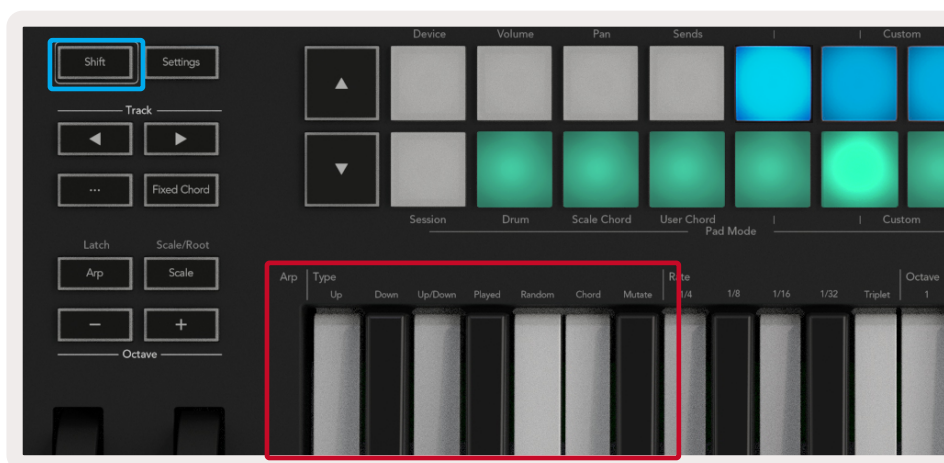 Device Volume Pan Sends Custom
Shift Settings
▲
Track
◀ ▶
▼
... Fixed Chord
Session Drum Scale Chord User Chord Custom
Pad Mode
Latch Scale/Root
Arp Scale
Arp Type Rate Octave
Up Down Up/Down Played Random Chord Mutate 1/4 1/8 1/16 1/32 Triplet 1
− +
Octave